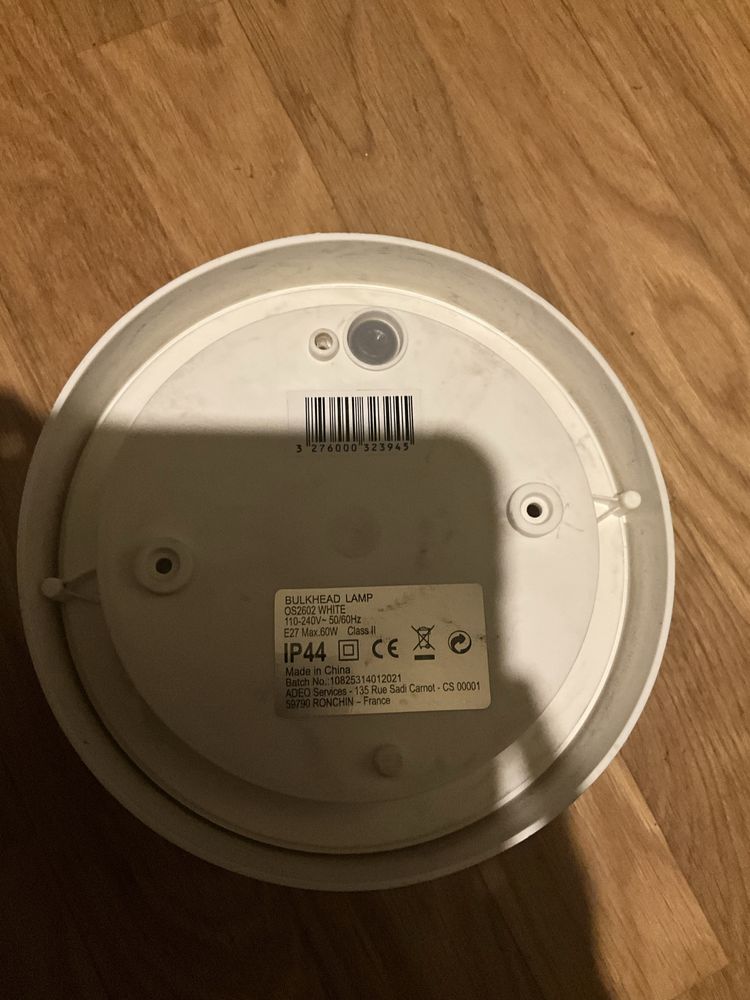 3 276000 323945
BULKHEAD LAMP
OS2602 WHITE
110-240V~ 50/60Hz
E27 Max.60W Class II
IP44 CE
Made in China
Batch No.:10825314012021
ADEO Services - 135 Rue Sadi Carnot - CS 00001
59790 RONCHIN – France